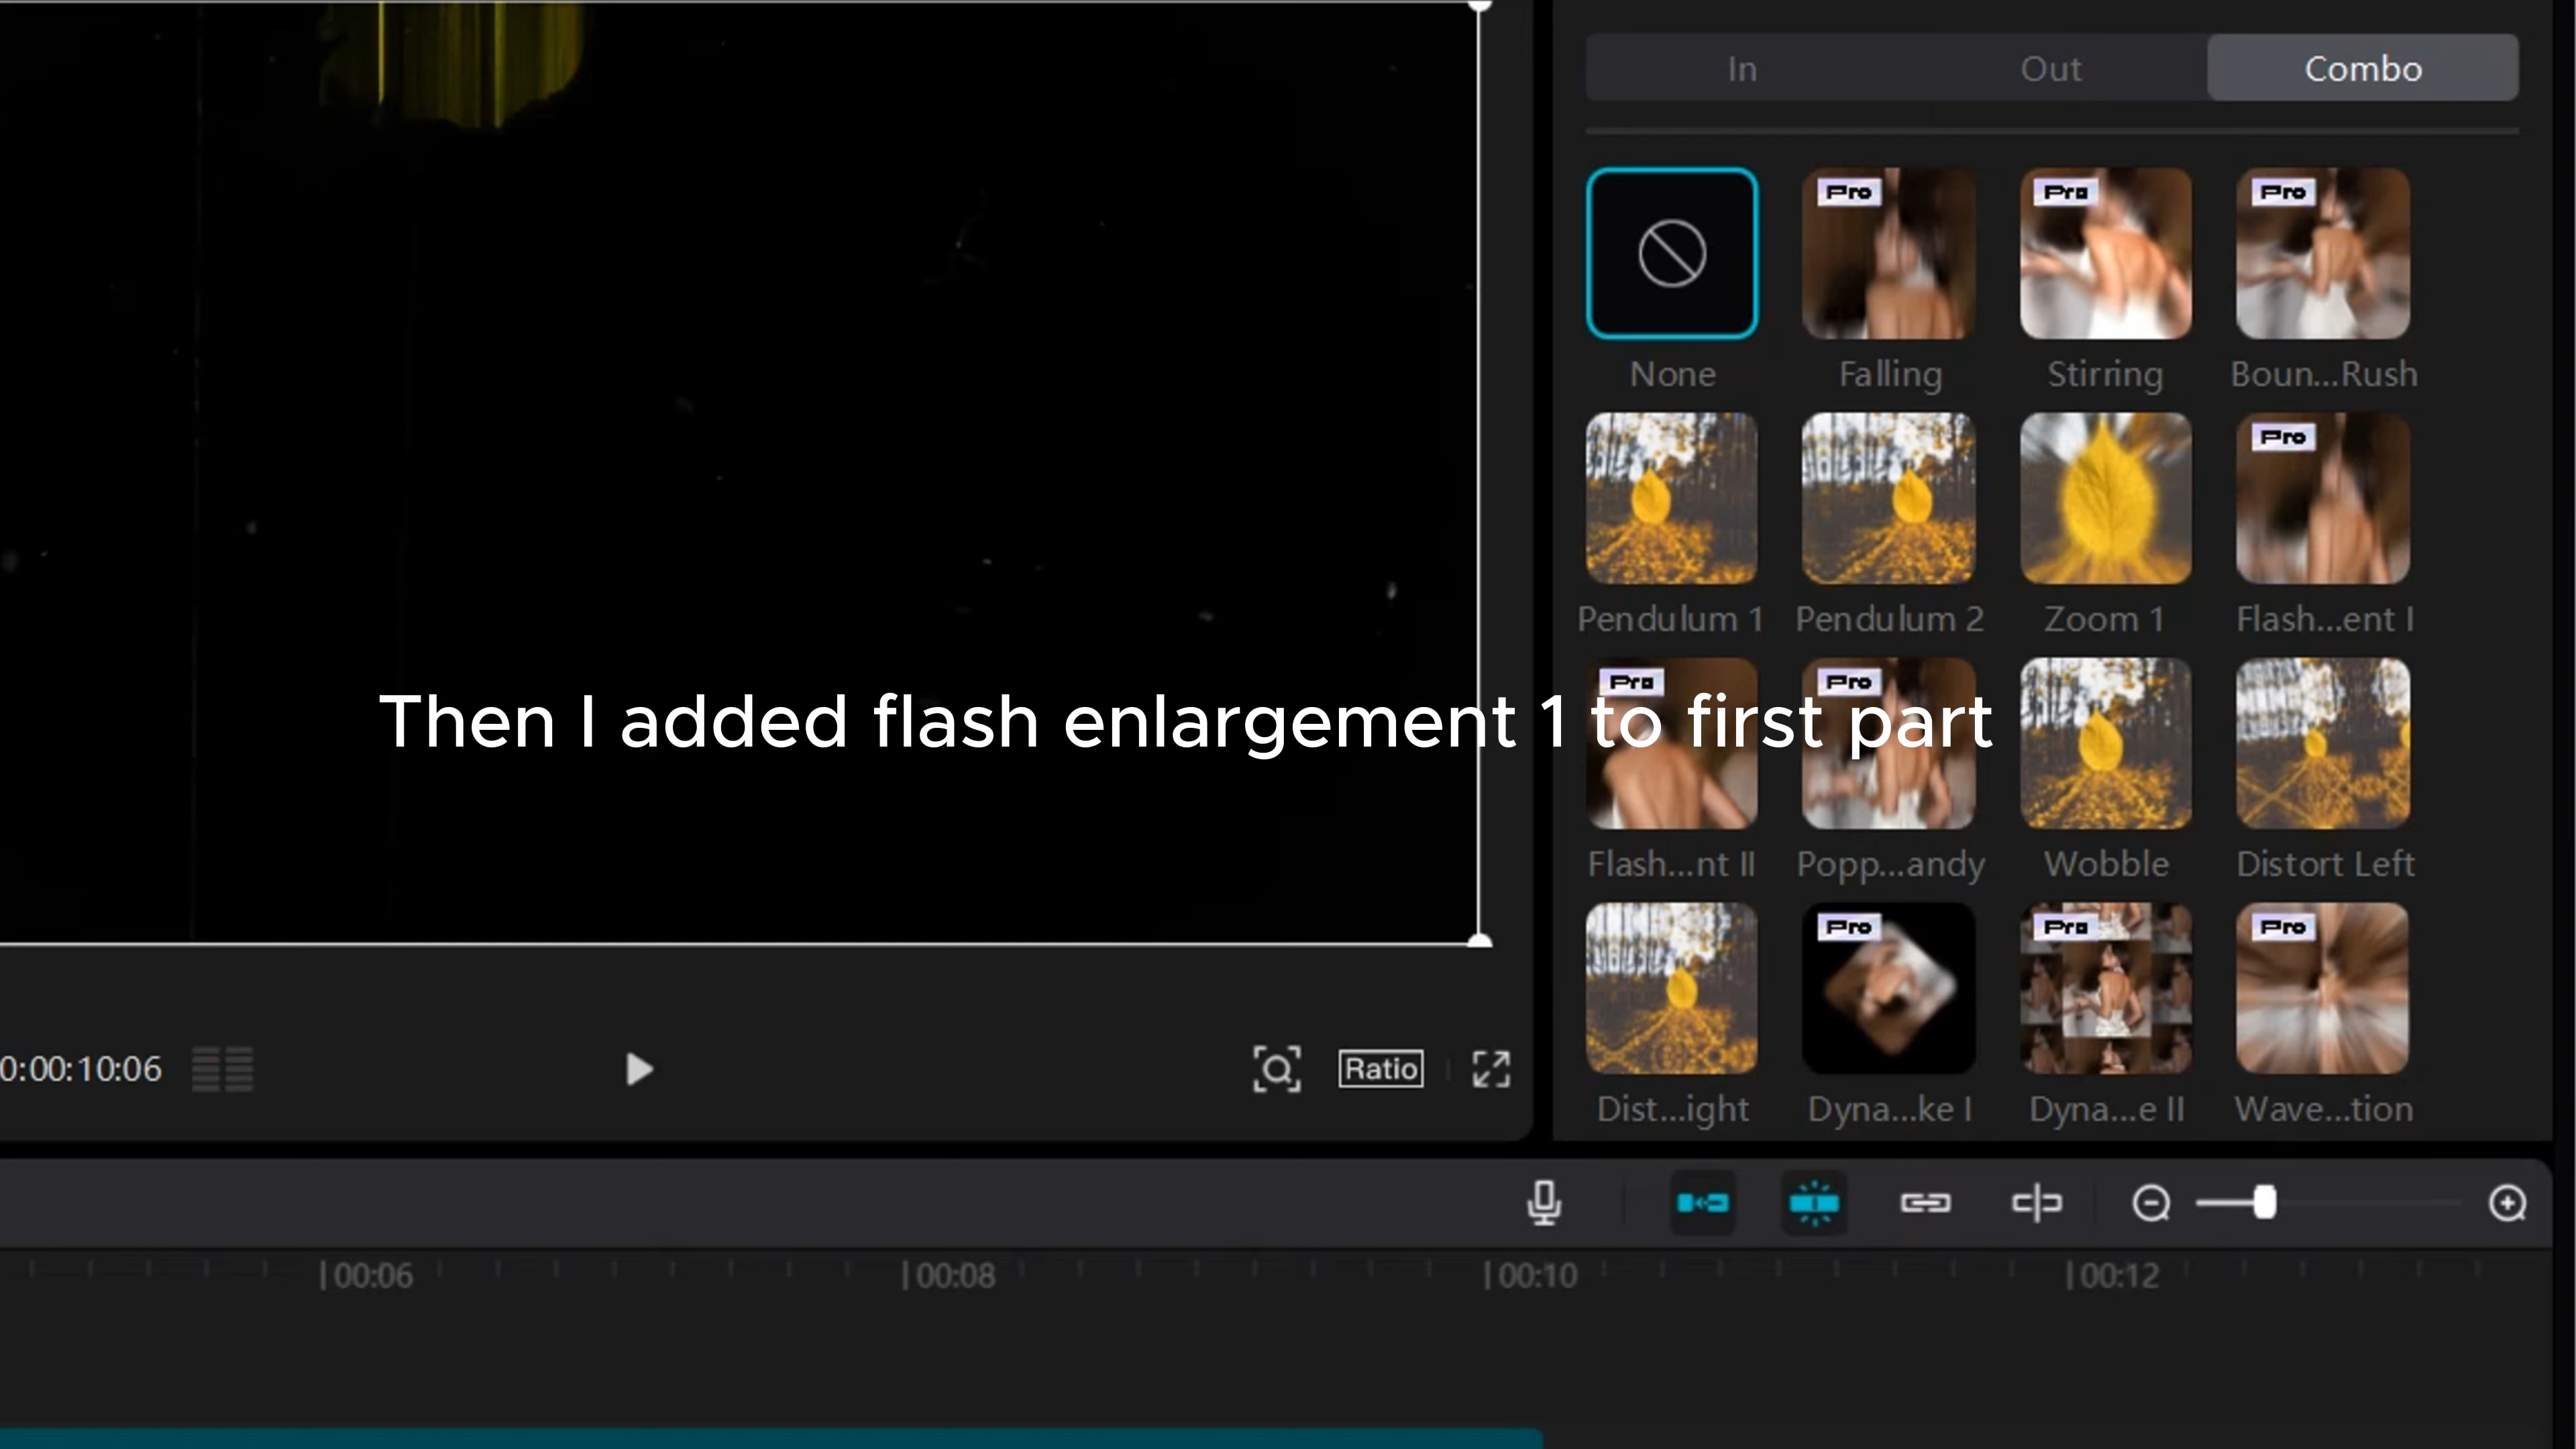 In Out Combo
Pro Pro Pro
None Falling Stirring Boun...Rush
Pro
Pendulum 1 Pendulum 2 Zoom 1 Flash...ent I
Pro Pro
Then I added flash enlargement 1 to first part
Flash...nt II Popp...andy Wobble Distort Left
Pro Pro Pro
Dist...ight Dyna...ke I Dyna...e II Wave...tion
0:00:10:06 Ratio
00:06 00:08 00:10 00:12